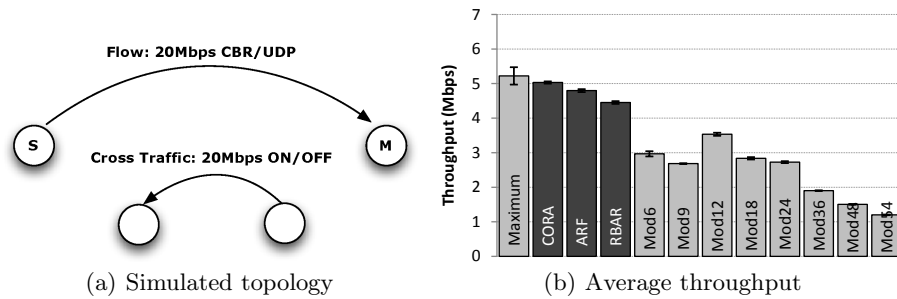 Flow: 20Mbps CBR/UDP
S
M
Cross Traffic: 20Mbps ON/OFF
(a) Simulated topology
Throughput (Mbps)
7
6
5
4
3
2
1
0
Maximum
CORA
ARF
RBAR
Mod6
Mod9
Mod12
Mod18
Mod24
Mod36
Mod48
Mod54
(b) Average throughput